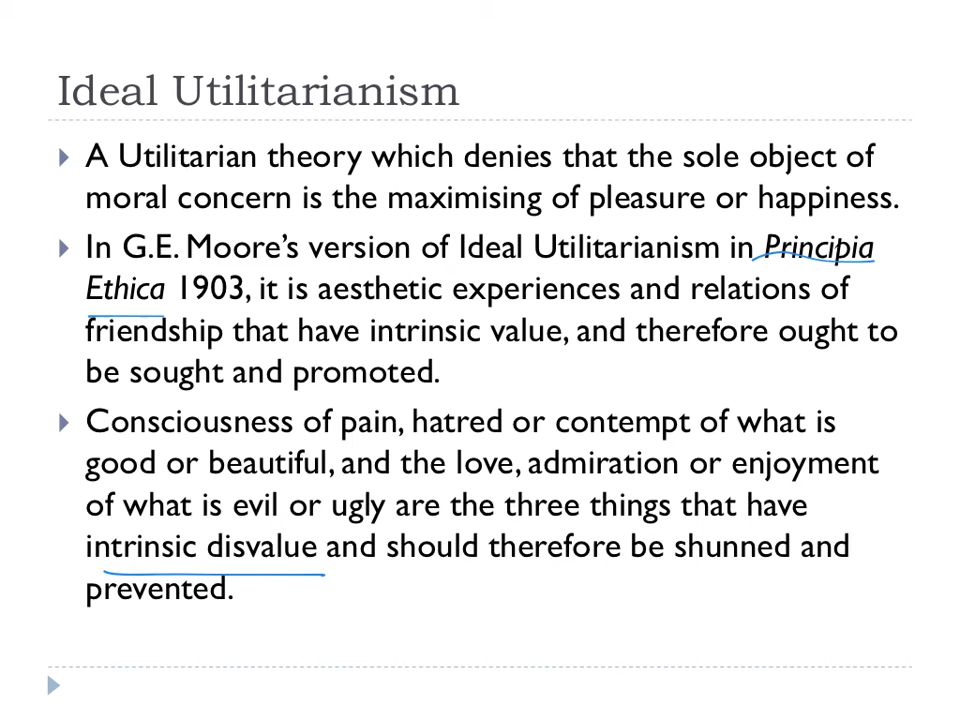 Ideal Utilitarianism
A Utilitarian theory which denies that the sole object of
moral concern is the maximising of pleasure or happiness.
In G.E. Moore's version of Ideal Utilitarianism in Principia
Ethica 1903, it is aesthetic experiences and relations of
friendship that have intrinsic value, and therefore ought to
be sought and promoted.
Consciousness of pain, hatred or contempt of what is
good or beautiful, and the love, admiration or enjoyment
of what is evil or ugly are the three things that have
intrinsic disvalue and should therefore be shunned and
prevented.